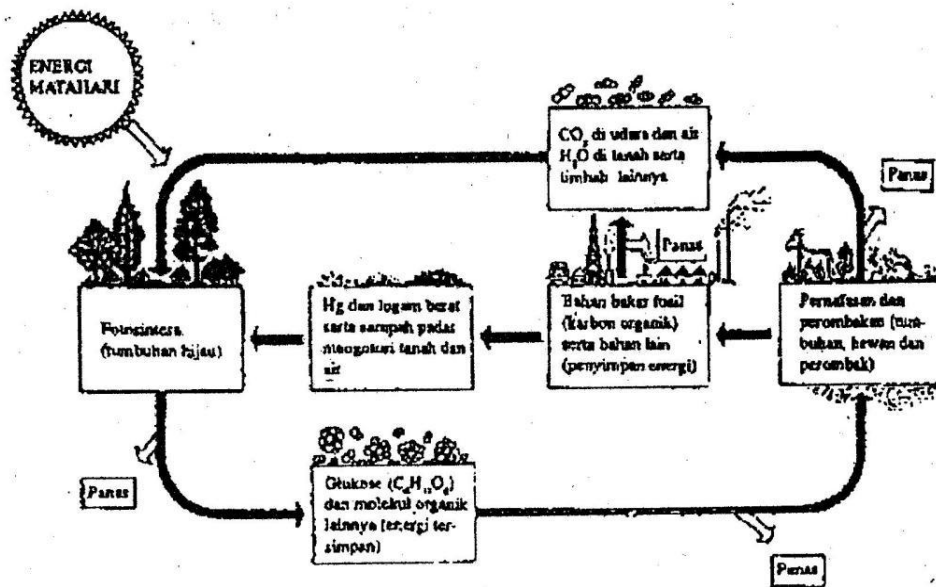 ENERGI
MATAHARI
CO₂ di udara dan air
H₂O di tanah serta
limbah lainnya
Panas
Panas
Fotosintesa
(tumbuhan hijau)
Hg dan logam berat
serta sampah padat
mengotori tanah dan
air
Bahan bakar fosil
(karbon organik)
serta bahan lain
(penyimpan energi)
Pernafasan dan
perombakan (tum-
buhan, hewan dan
perombak)
Panas
Glukose (C₆H₁₂O₆)
dan molekul organik
lainnya (energi ter-
simpan)
Panas